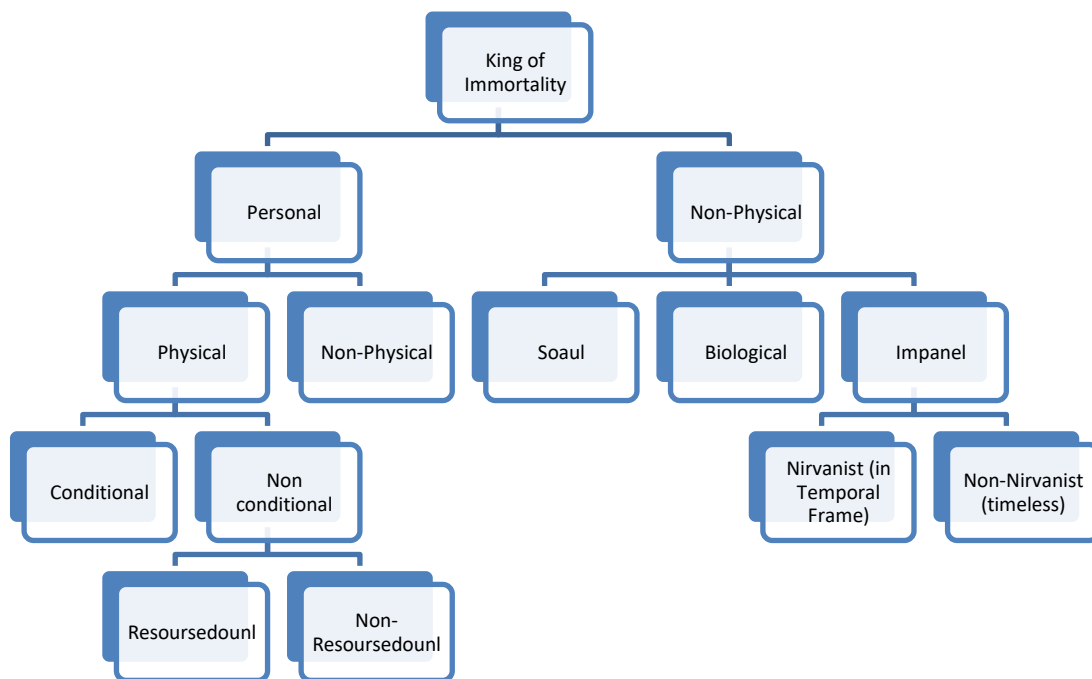 King of
Immortality
Personal
Non-Physical
Physical
Non-Physical
Soaul
Biological
Impanel
Conditional
Non
conditional
Nirvanist (in
Temporal
Frame)
Non-Nirvanist
(timeless)
Resoursedounl
Non-
Resoursedounl